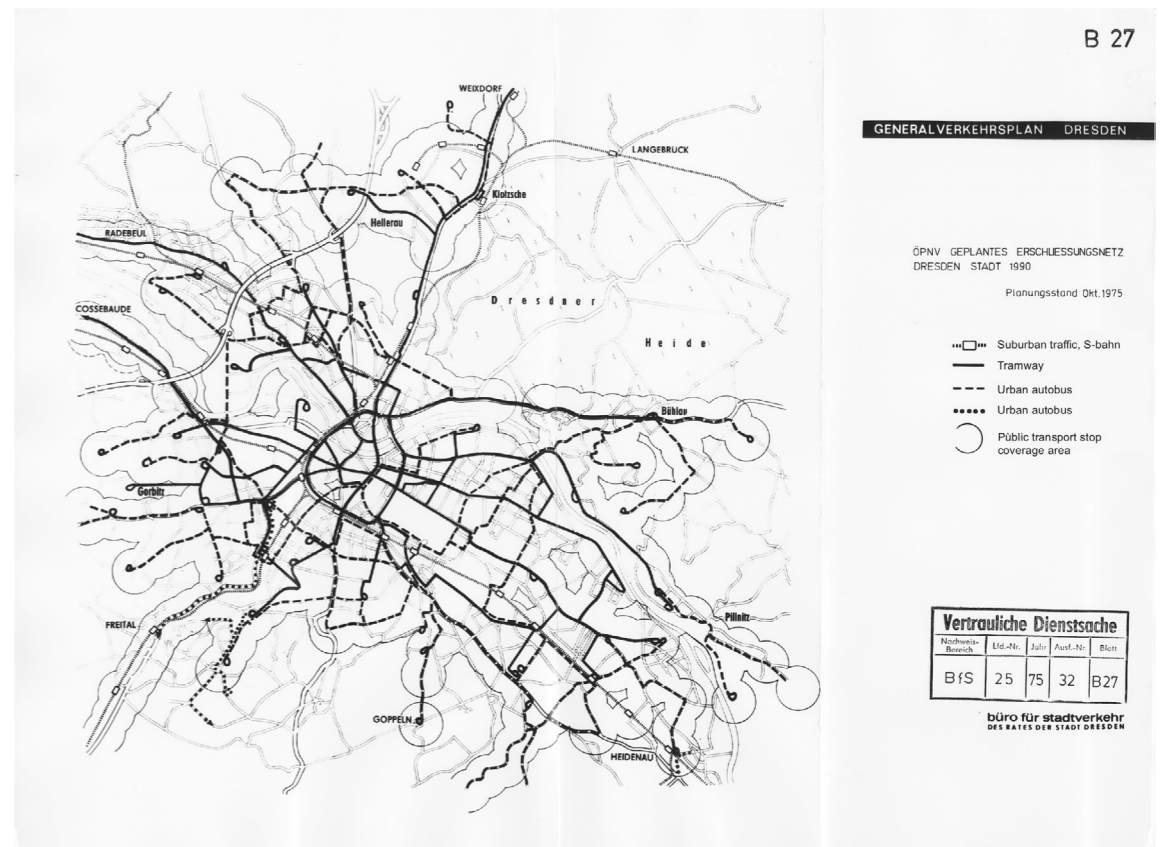 B 27
GENERALVERKEHRSPLAN DRESDEN
ÖPNV GEPLANTES ERSCHLIESSUNGSNETZ
DRESDEN STADT 1990
Planungsstand Okt.1975
Suburban traffic, S-bahn
Tramway
Urban autobus
Urban autobus
Pùblic transport stop
coverage area
WEIXDORF
LANGEBRUCK
Klotzsche
Hellerau
RADEBEUL
Dresdner
COSSEBAUDE
Heide
Bühlau
Gorbitz
FREITAL
Pillnitz
GOPPELN
HEIDENAU
Vertrauliche Dienstsache
Nachweis- Lfd.-Nr. Jahr Ausf.-Nr. Blatt
Bereich
BfS 25 75 32 B27
büro für stadtverkehr
DES RATES DER STADT DRESDEN